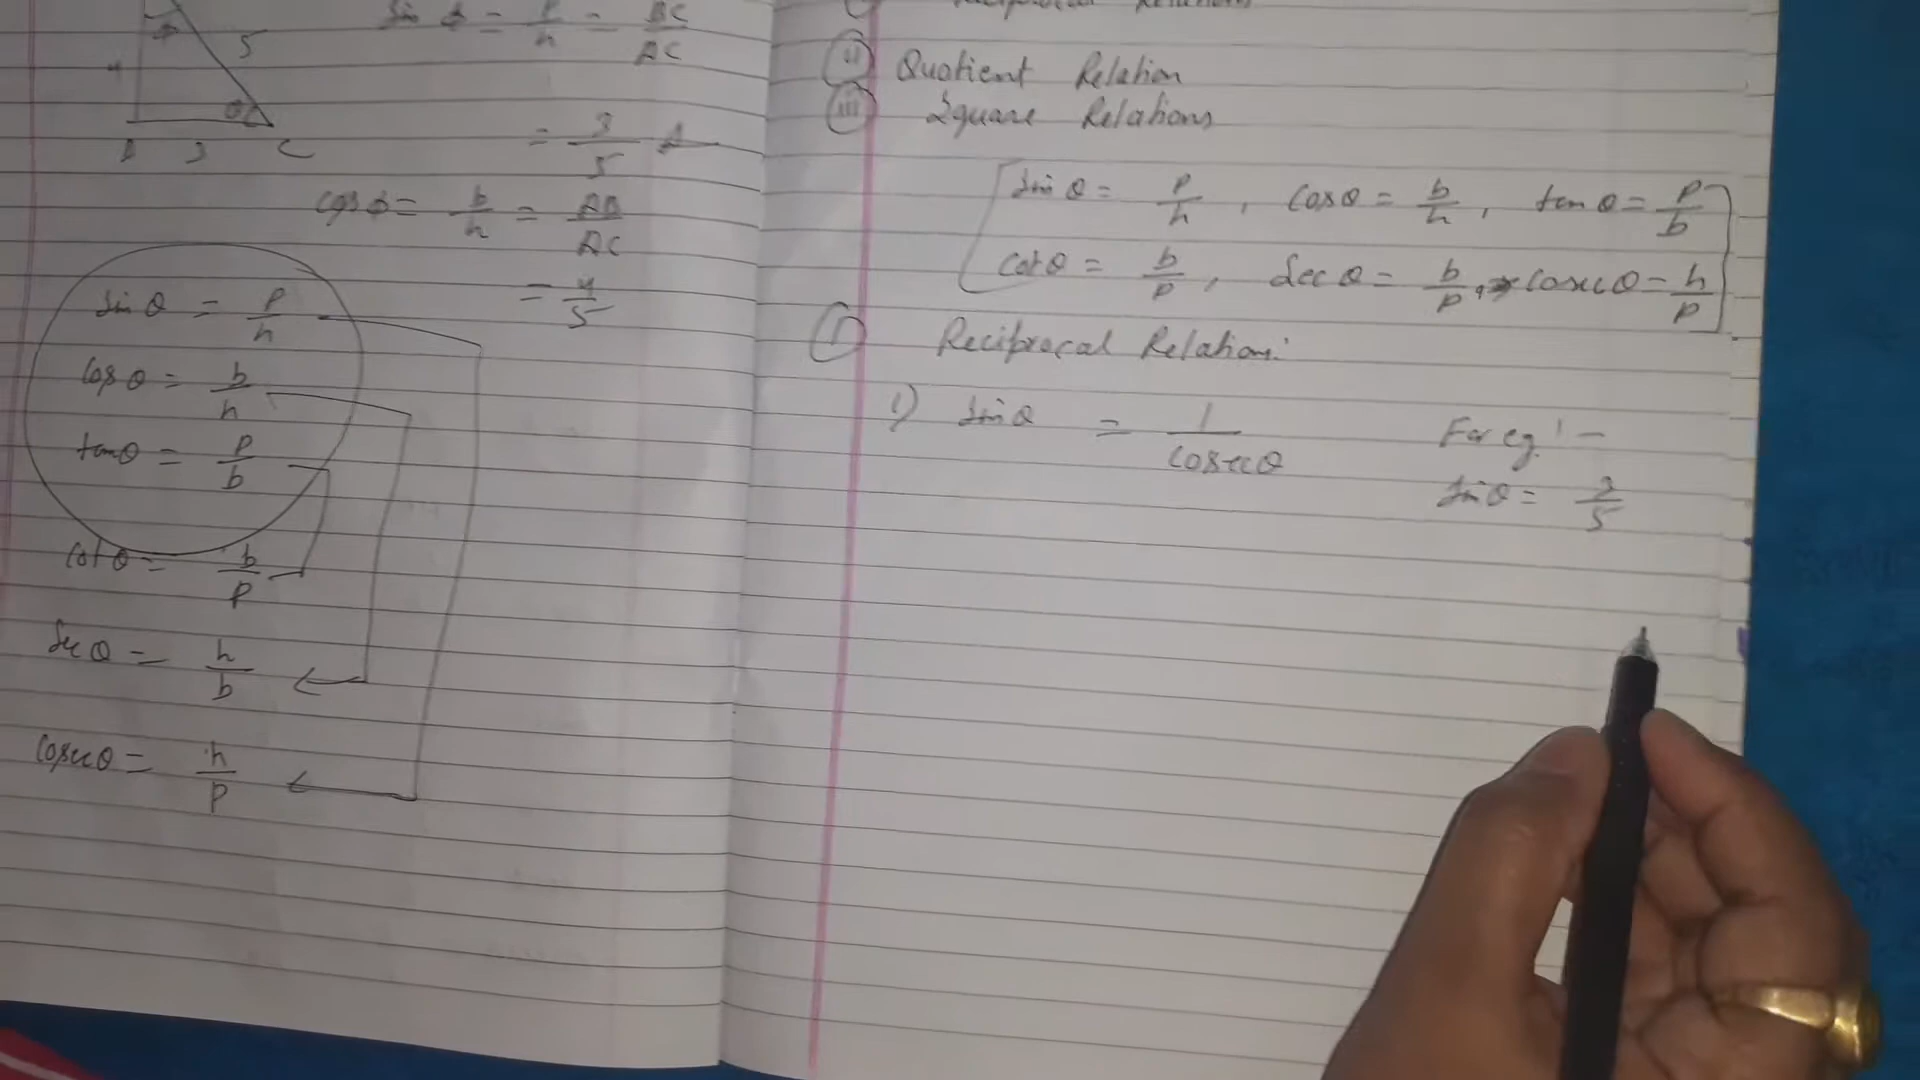 5
θ
3 C
= p/h = BC/AC
= 3/5
cos ϕ = b/h = AB/AC
= 4/5
sin θ = p/h
cos θ = b/h
tan θ = p/b
cot θ = b/p
Sec θ = h/b
cosec θ = h/p
ii Quotient Relation
iii Square Relations
sin θ = p/h , cos θ = b/h , tan θ = p/b
cot θ = b/p , Sec θ = b/p , cosec θ = h/p
I Reciprocal Relation:
1) sin θ = 1/cosec θ
For eg! –
sin θ = 3/5